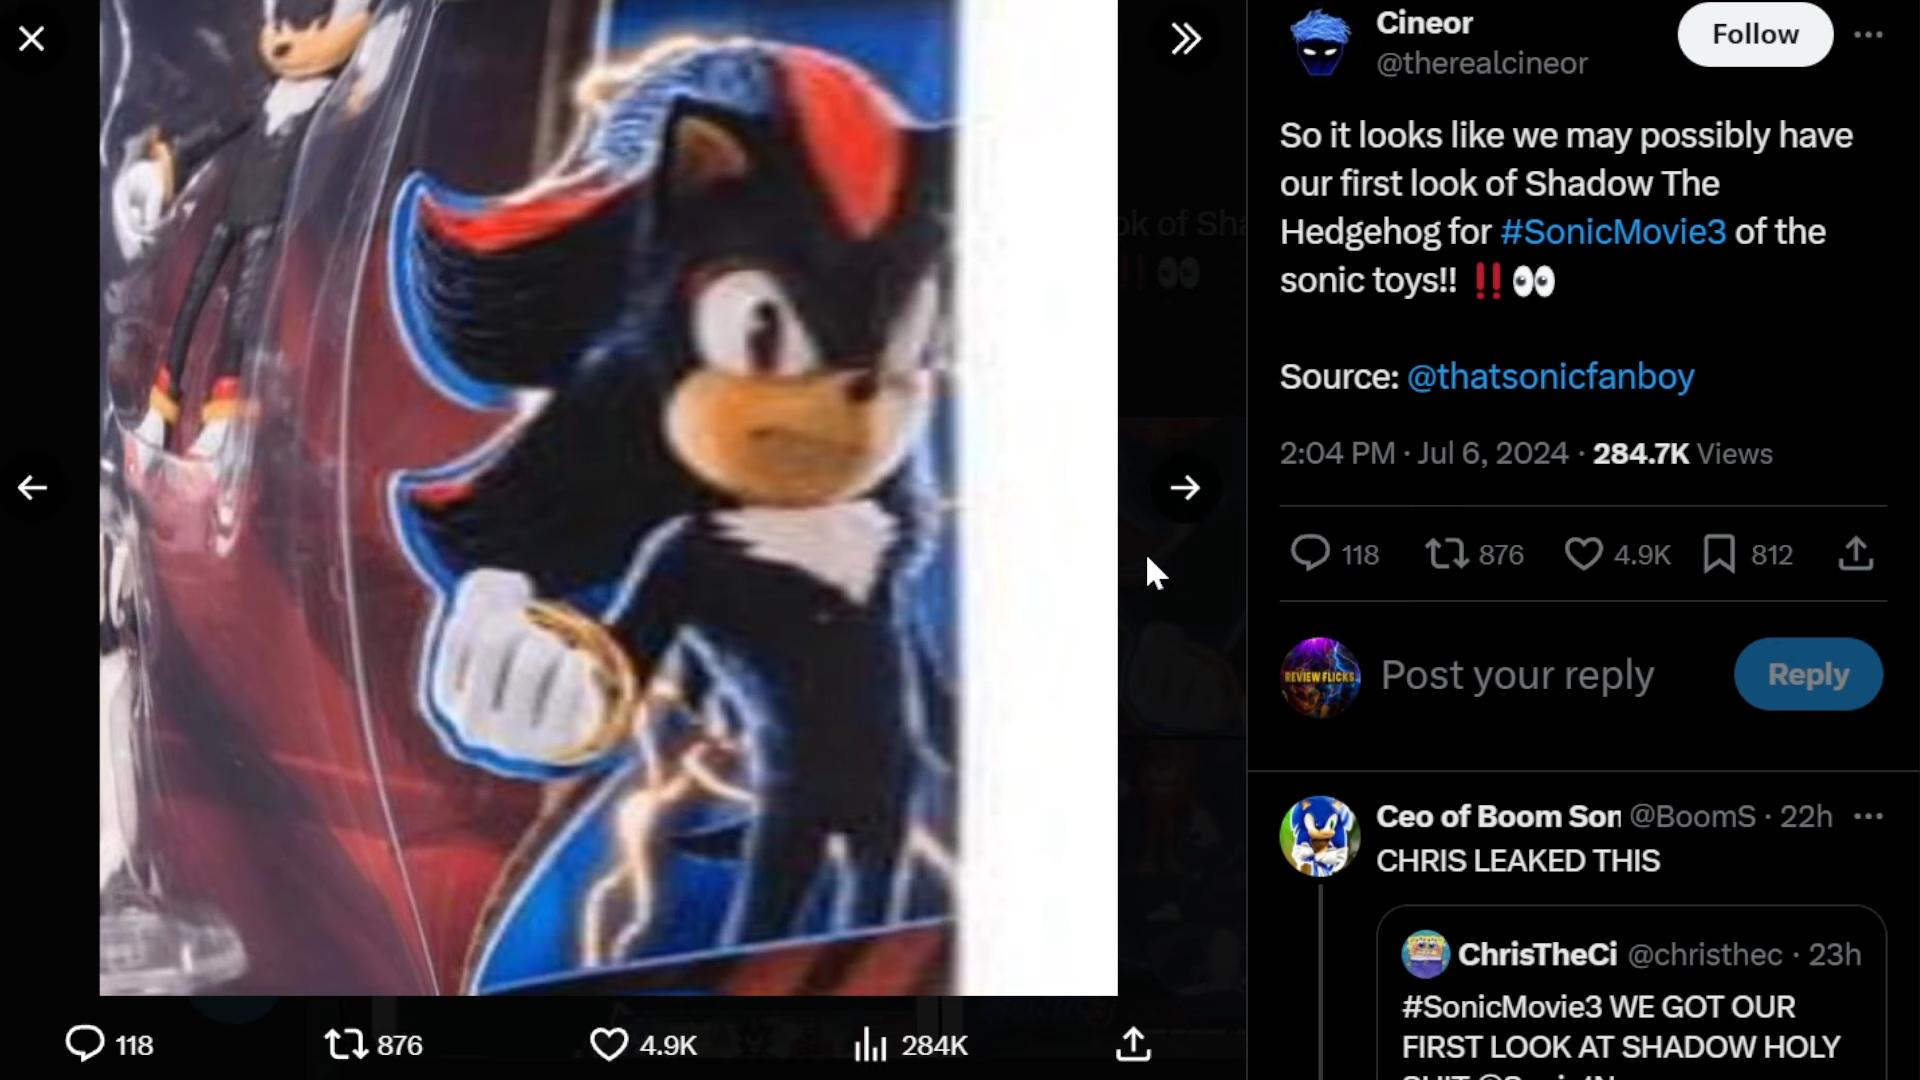 Cineor
Follow
@therealcineor
So it looks like we may possibly have
our first look of Shadow The
Hedgehog for #SonicMovie3 of the
sonic toys!! ‼️👀
Source: @thatsonicfanboy
2:04 PM · Jul 6, 2024 · 284.7K Views
118 876 4.9K 812
REVIEW FLICKS
Post your reply
Reply
Ceo of Boom Son @BoomS · 22h
CHRIS LEAKED THIS
ChrisTheCi @christhec · 23h
#SonicMovie3 WE GOT OUR
FIRST LOOK AT SHADOW HOLY
118 876 4.9K 284K